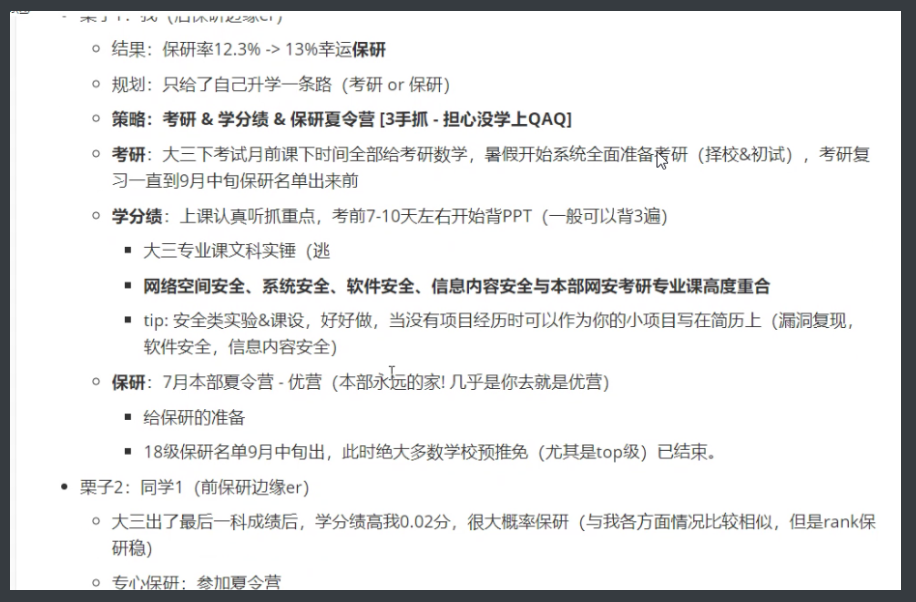 栗子1：我（后保研边缘er）
结果：保研率12.3% -> 13%幸运保研
规划：只给了自己升学一条路（考研 or 保研）
策略：考研 & 学分绩 & 保研夏令营 [3手抓 - 担心没学上QAQ]
考研：大三下考试月前课下时间全部给考研数学，暑假开始系统全面准备考研（择校&初试），考研复
习一直到9月中旬保研名单出来前
学分绩：上课认真听抓重点，考前7-10天左右开始背PPT（一般可以背3遍）
大三专业课文科实锤（逃
网络空间安全、系统安全、软件安全、信息内容安全与本部网安考研专业课高度重合
tip: 安全类实验&课设，好好做，当没有项目经历时可以作为你的小项目写在简历上（漏洞复现，
软件安全，信息内容安全）
保研：7月本部夏令营 - 优营（本部永远的家! 几乎是你去就是优营）
给保研的准备
18级保研名单9月中旬出，此时绝大多数学校预推免（尤其是top级）已结束。
栗子2：同学1（前保研边缘er）
大三出了最后一科成绩后，学分绩高我0.02分，很大概率保研（与我各方面情况比较相似，但是rank保
研稳）
专心保研：参加夏令营